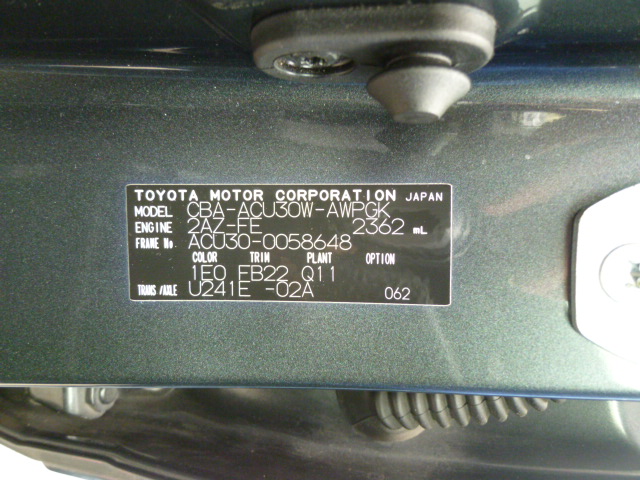 TOYOTA MOTOR CORPORATION JAPAN
MODEL CBA-ACU30W-AWPGK
ENGINE 2AZ-FE 2362 mL
FRAME No. ACU30-0058648
COLOR TRIM PLANT OPTION
1E0 FB22 Q11
TRANS/AXLE U241E -02A 062